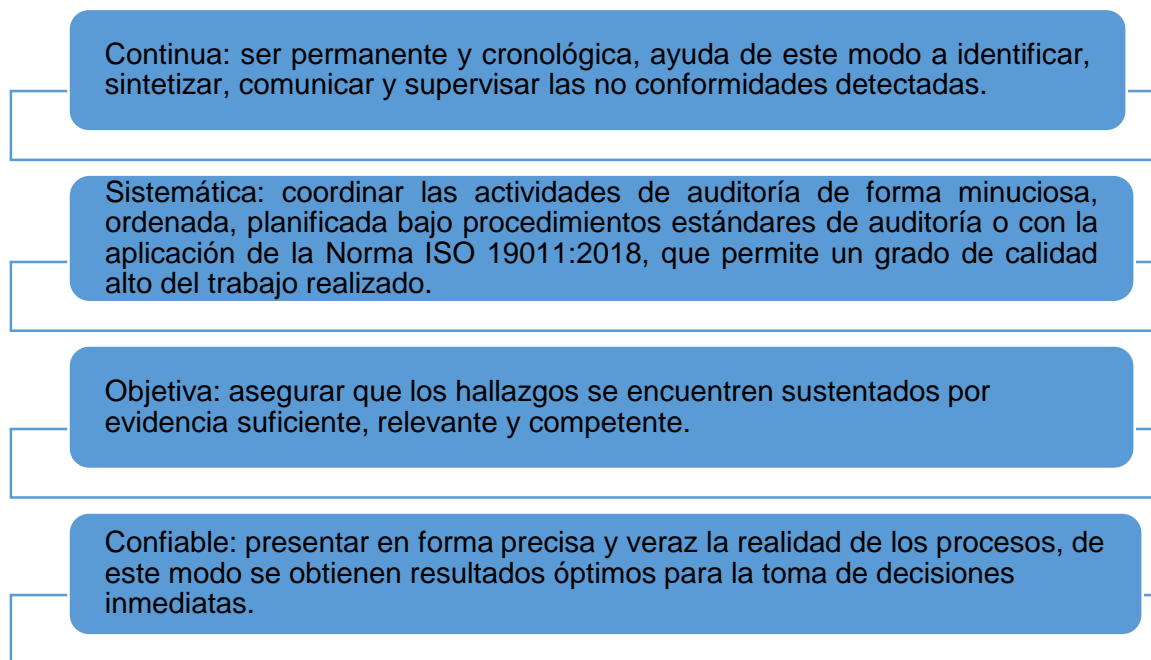 Continua: ser permanente y cronológica, ayuda de este modo a identificar,
sintetizar, comunicar y supervisar las no conformidades detectadas.
Sistemática: coordinar las actividades de auditoría de forma minuciosa,
ordenada, planificada bajo procedimientos estándares de auditoría o con la
aplicación de la Norma ISO 19011:2018, que permite un grado de calidad
alto del trabajo realizado.
Objetiva: asegurar que los hallazgos se encuentren sustentados por
evidencia suficiente, relevante y competente.
Confiable: presentar en forma precisa y veraz la realidad de los procesos, de
este modo se obtienen resultados óptimos para la toma de decisiones
inmediatas.